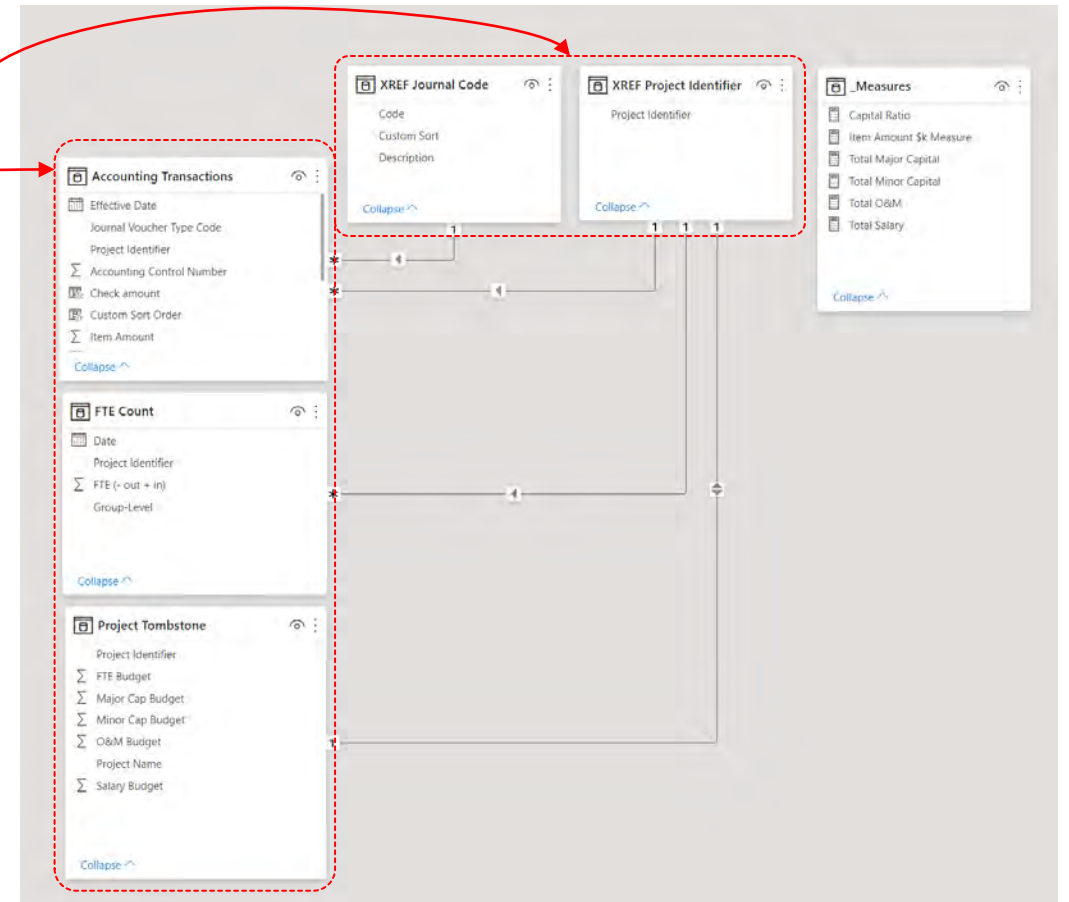 XREF Journal Code
Code
Custom Sort
Description
Collapse
XREF Project Identifier
Project Identifier
Collapse
_Measures
Capital Ratio
Item Amount $k Measure
Total Major Capital
Total Minor Capital
Total O&M
Total Salary
Collapse
Accounting Transactions
Effective Date
Journal Voucher Type Code
Project Identifier
Accounting Control Number
Check amount
Custom Sort Order
Item Amount
Collapse
1
1
1
1
*
*
FTE Count
Date
Project Identifier
FTE (- out + in)
Group-Level
Collapse
*
Project Tombstone
Project Identifier
FTE Budget
Major Cap Budget
Minor Cap Budget
O&M Budget
Project Name
Salary Budget
Collapse
1